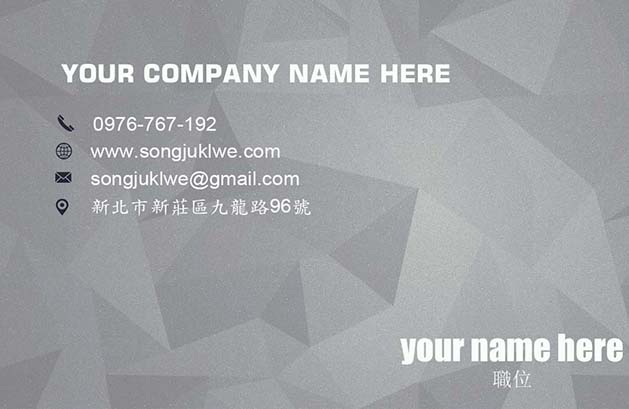 YOUR COMPANY NAME HERE
0976-767-192
www.songjuklwe.com
songjuklwe@gmail.com
新北市新莊區九龍路96號
your name here
職位